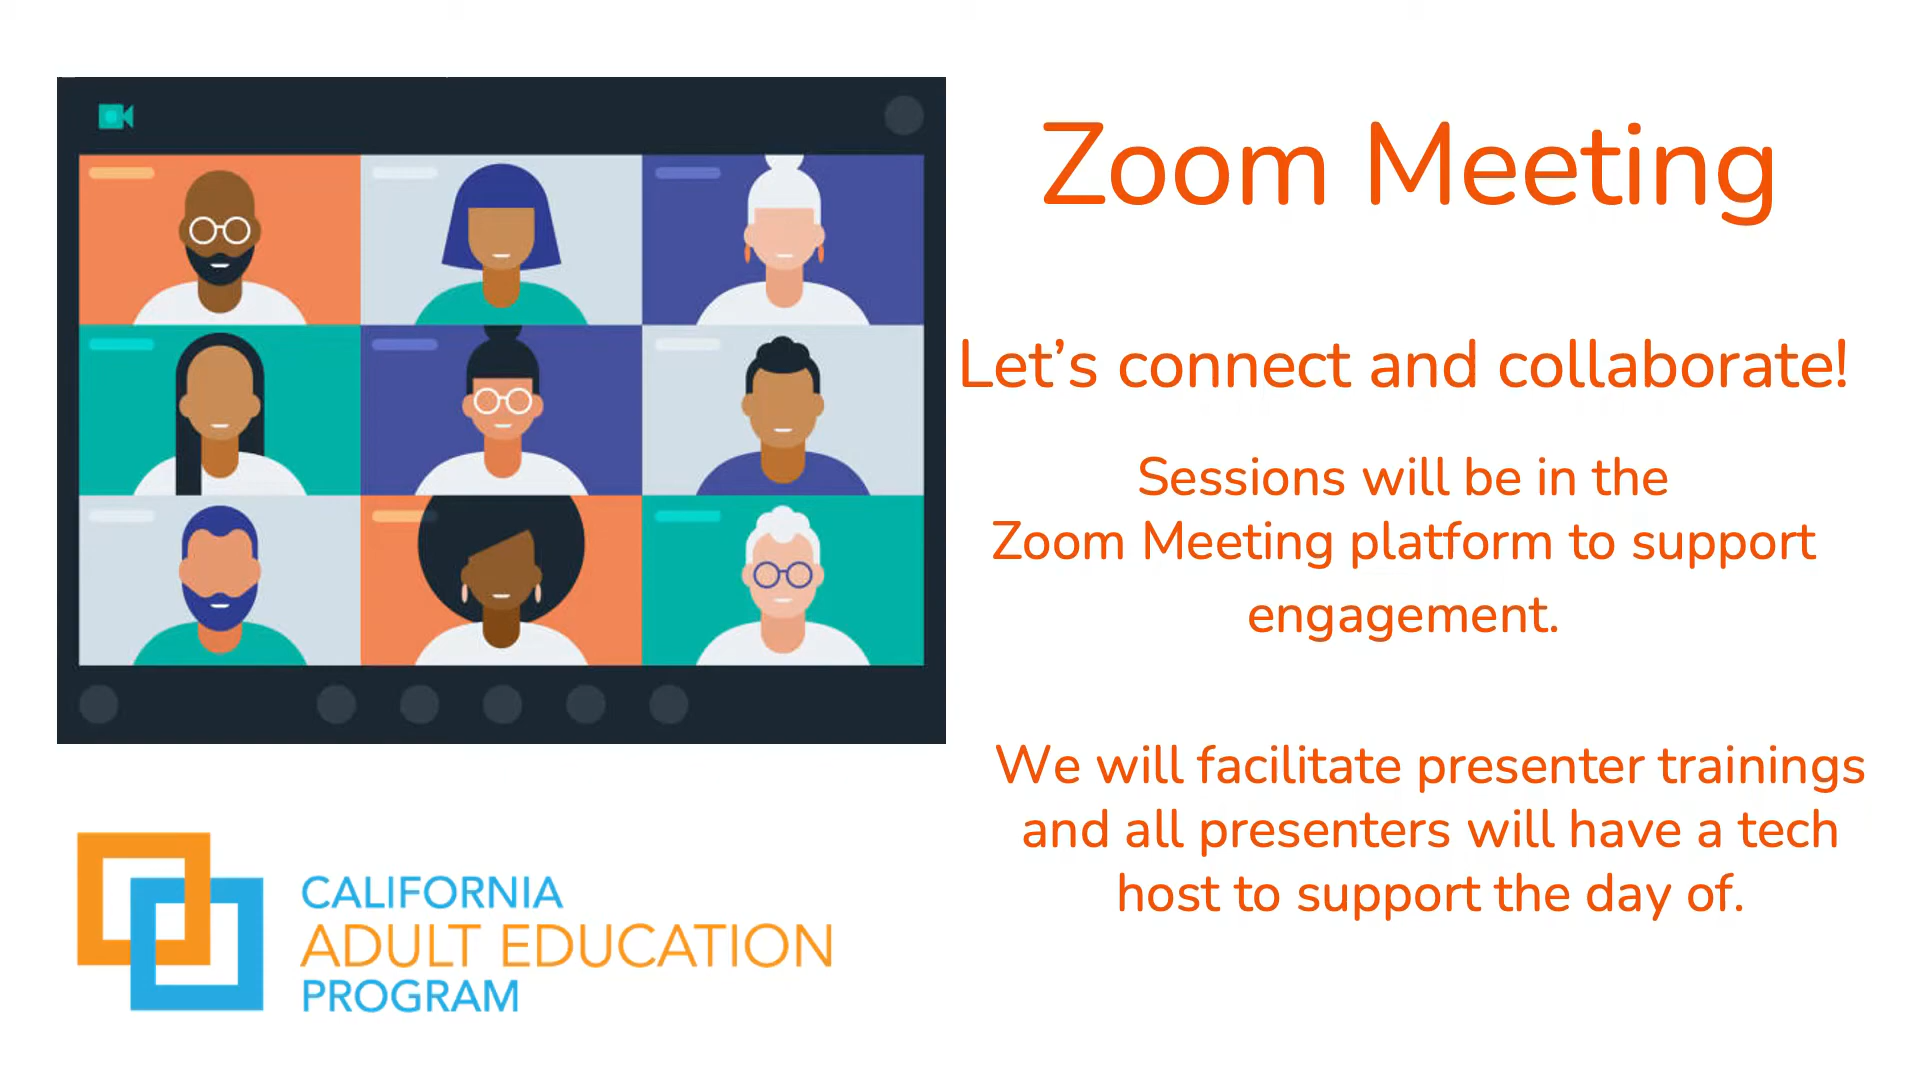 Zoom Meeting
Let's connect and collaborate!
Sessions will be in the
Zoom Meeting platform to support
engagement.
We will facilitate presenter trainings
and all presenters will have a tech
host to support the day of.
CALIFORNIA
ADULT EDUCATION
PROGRAM